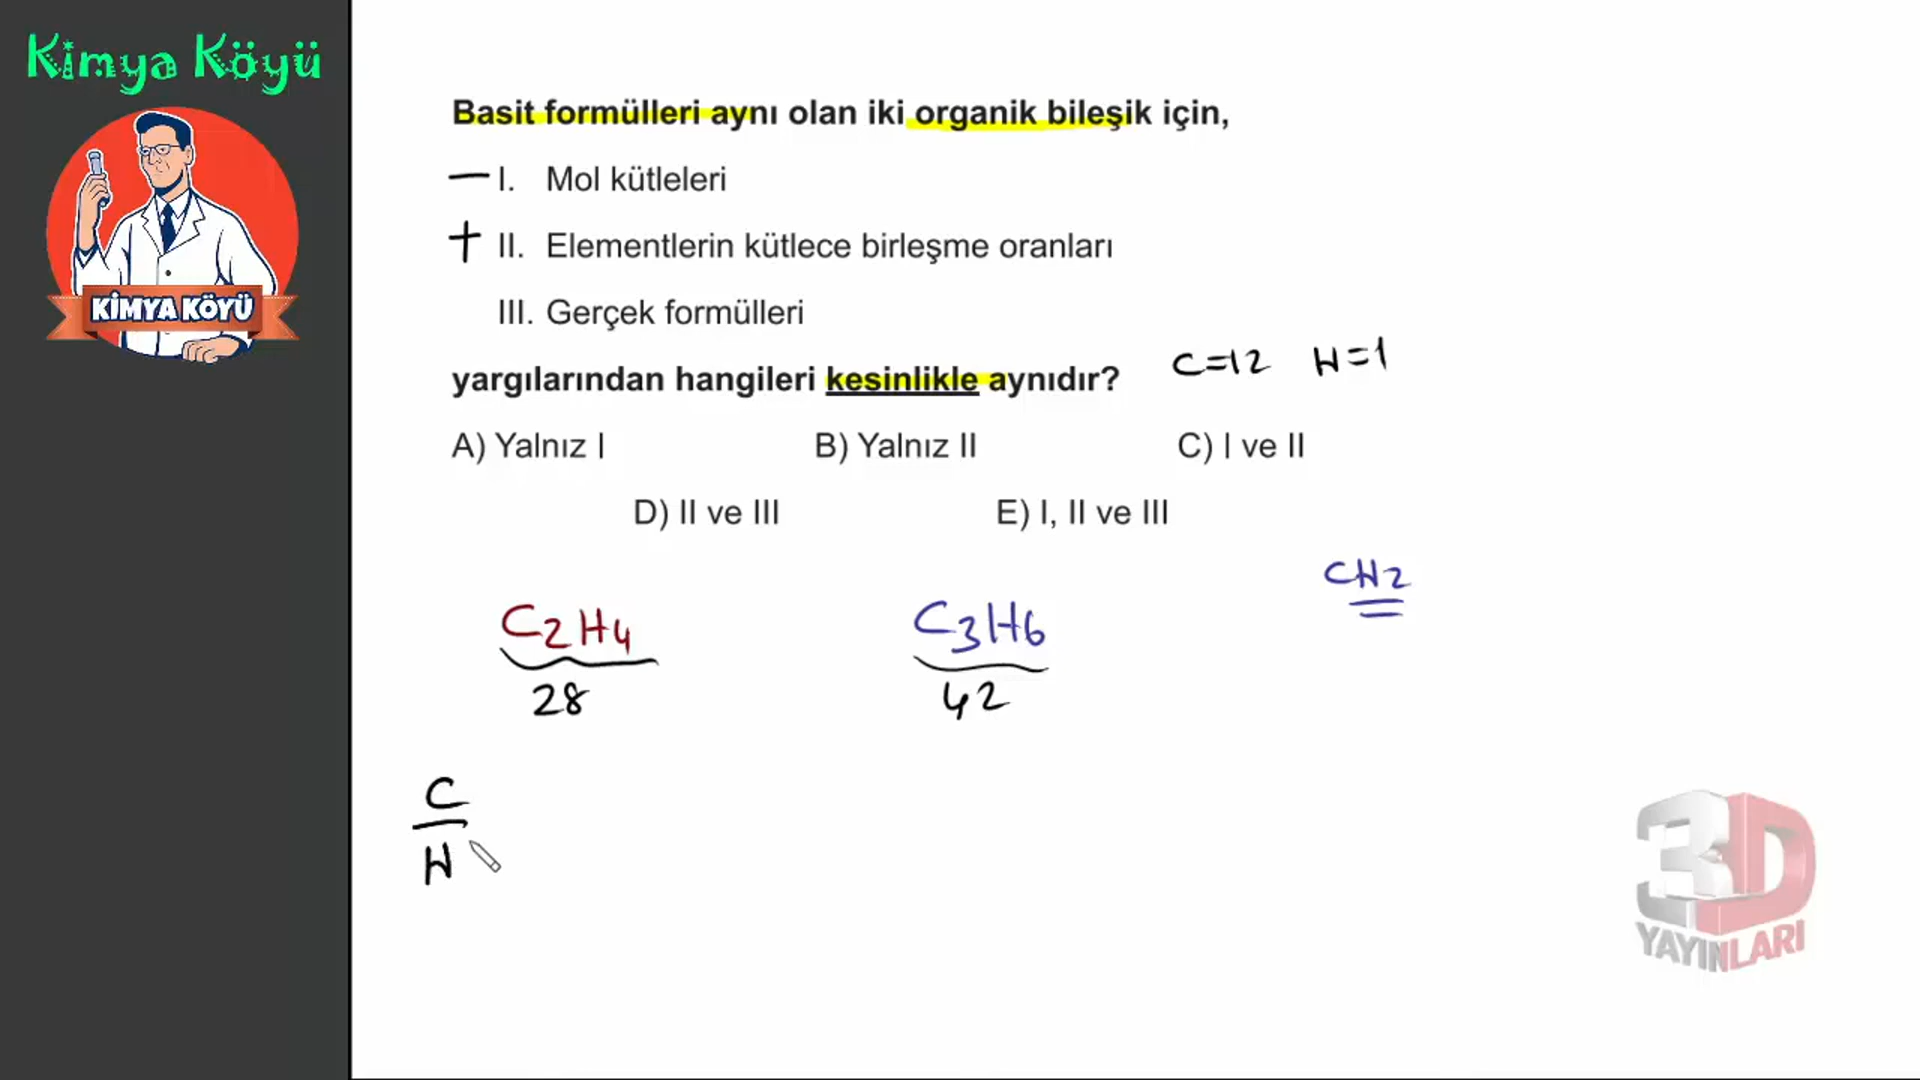 Kimya Köyü
KİMYA KÖYÜ
Basit formülleri aynı olan iki organik bileşik için,
— I. Mol kütleleri
+ II. Elementlerin kütlece birleşme oranları
III. Gerçek formülleri
yargılarından hangileri kesinlikle aynıdır? C=12 H=1
A) Yalnız I B) Yalnız II C) I ve II
D) II ve III E) I, II ve III
CH2
C2H4 C3H6
28 42
C
H
3D
YAYINLARI